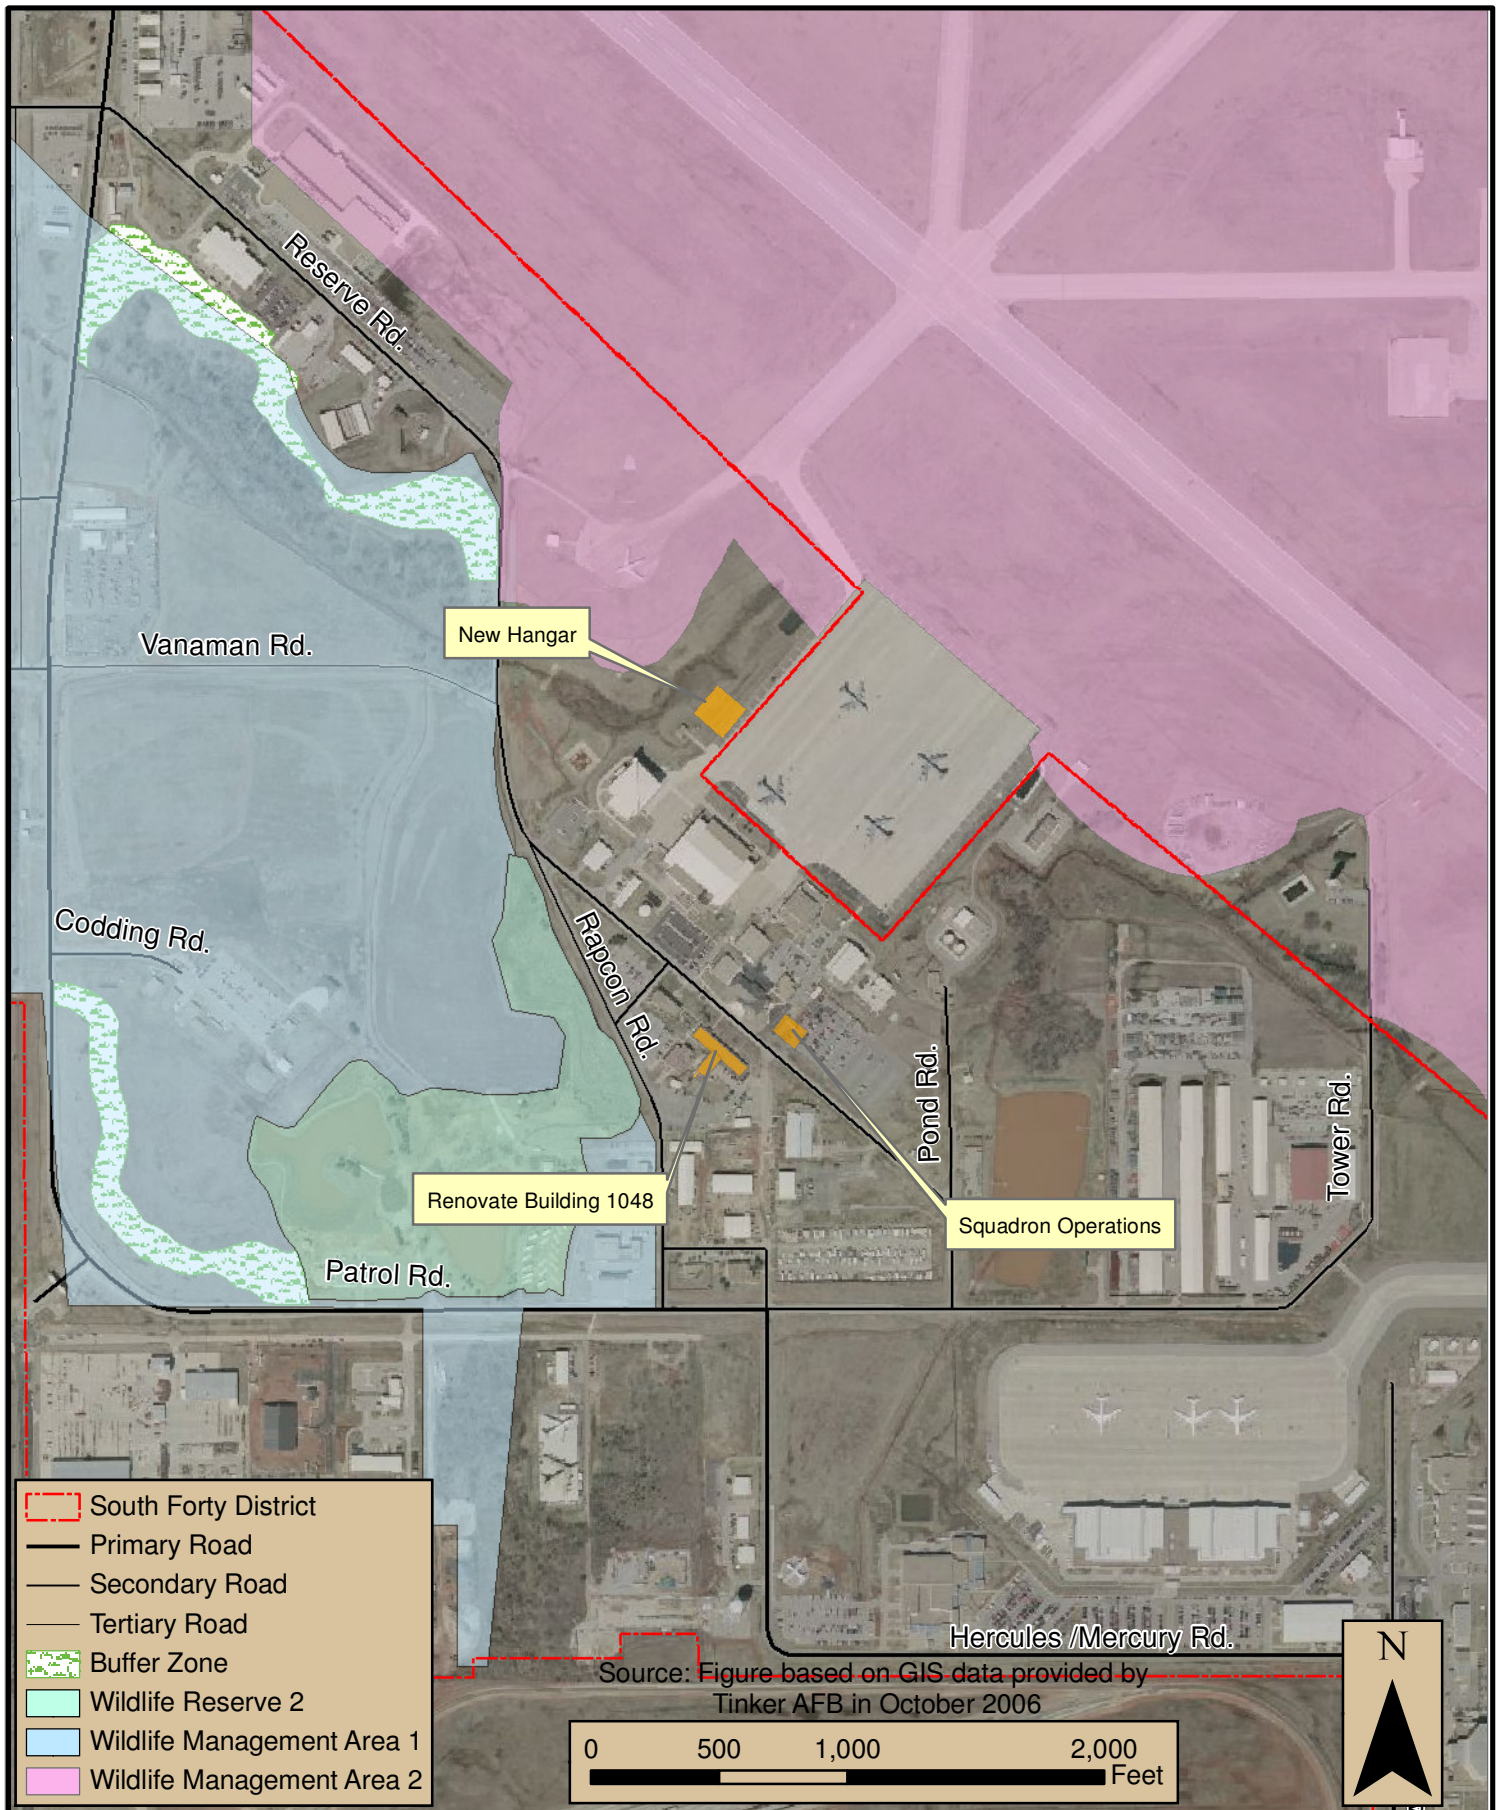 Reserve Rd.
New Hangar
Vanaman Rd.
Codding Rd.
Rapcon Rd.
Pond Rd.
Tower Rd.
Renovate Building 1048
Squadron Operations
Patrol Rd.
South Forty District
Primary Road
Secondary Road
Tertiary Road
Buffer Zone
Wildlife Reserve 2
Wildlife Management Area 1
Wildlife Management Area 2
Hercules /Mercury Rd.
Source: Figure based on GIS data provided by
Tinker AFB in October 2006
0 500 1,000 2,000
Feet
N